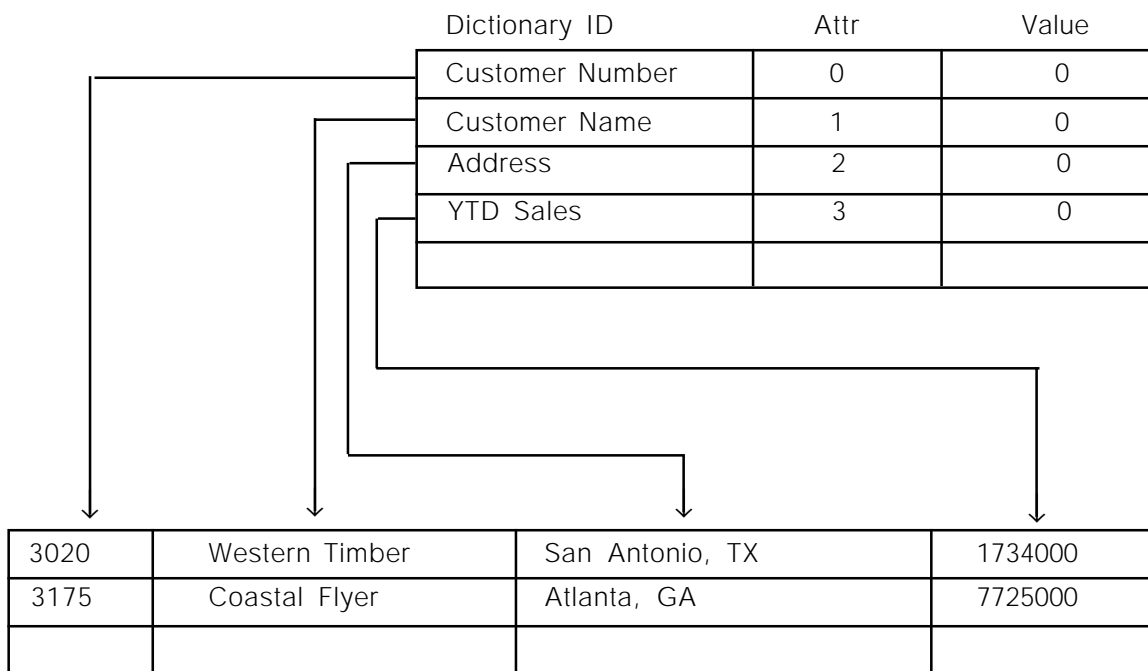 Dictionary ID Attr Value
Customer Number 0 0
Customer Name 1 0
Address 2 0
YTD Sales 3 0
3020 Western Timber San Antonio, TX 1734000
3175 Coastal Flyer Atlanta, GA 7725000